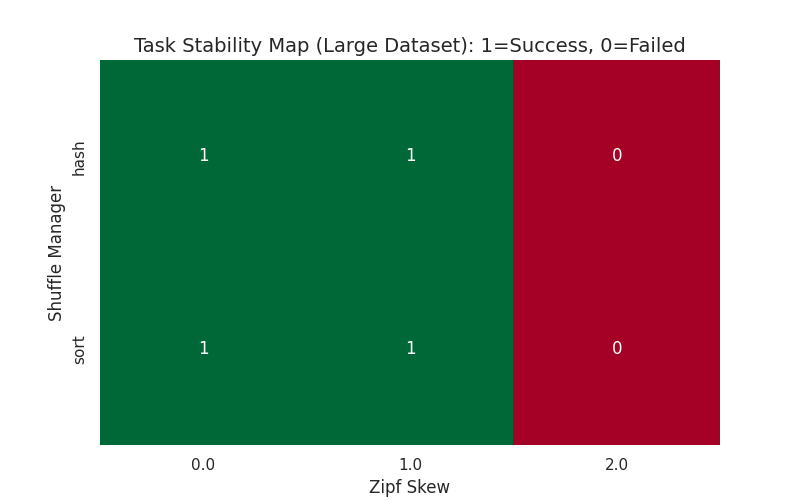 Task Stability Map (Large Dataset): 1=Success, 0=Failed
Shuffle Manager
hash
1 1 0
sort
1 1 0
0.0 1.0 2.0
Zipf Skew